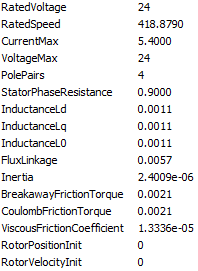 RatedVoltage 24
RatedSpeed 418.8790
CurrentMax 5.4000
VoltageMax 24
PolePairs 4
StatorPhaseResistance 0.9000
InductanceLd 0.0011
InductanceLq 0.0011
InductanceL0 0.0011
FluxLinkage 0.0057
Inertia 2.4009e-06
BreakawayFrictionTorque 0.0021
CoulombFrictionTorque 0.0021
ViscousFrictionCoefficient 1.3336e-05
RotorPositionInit 0
RotorVelocityInit 0